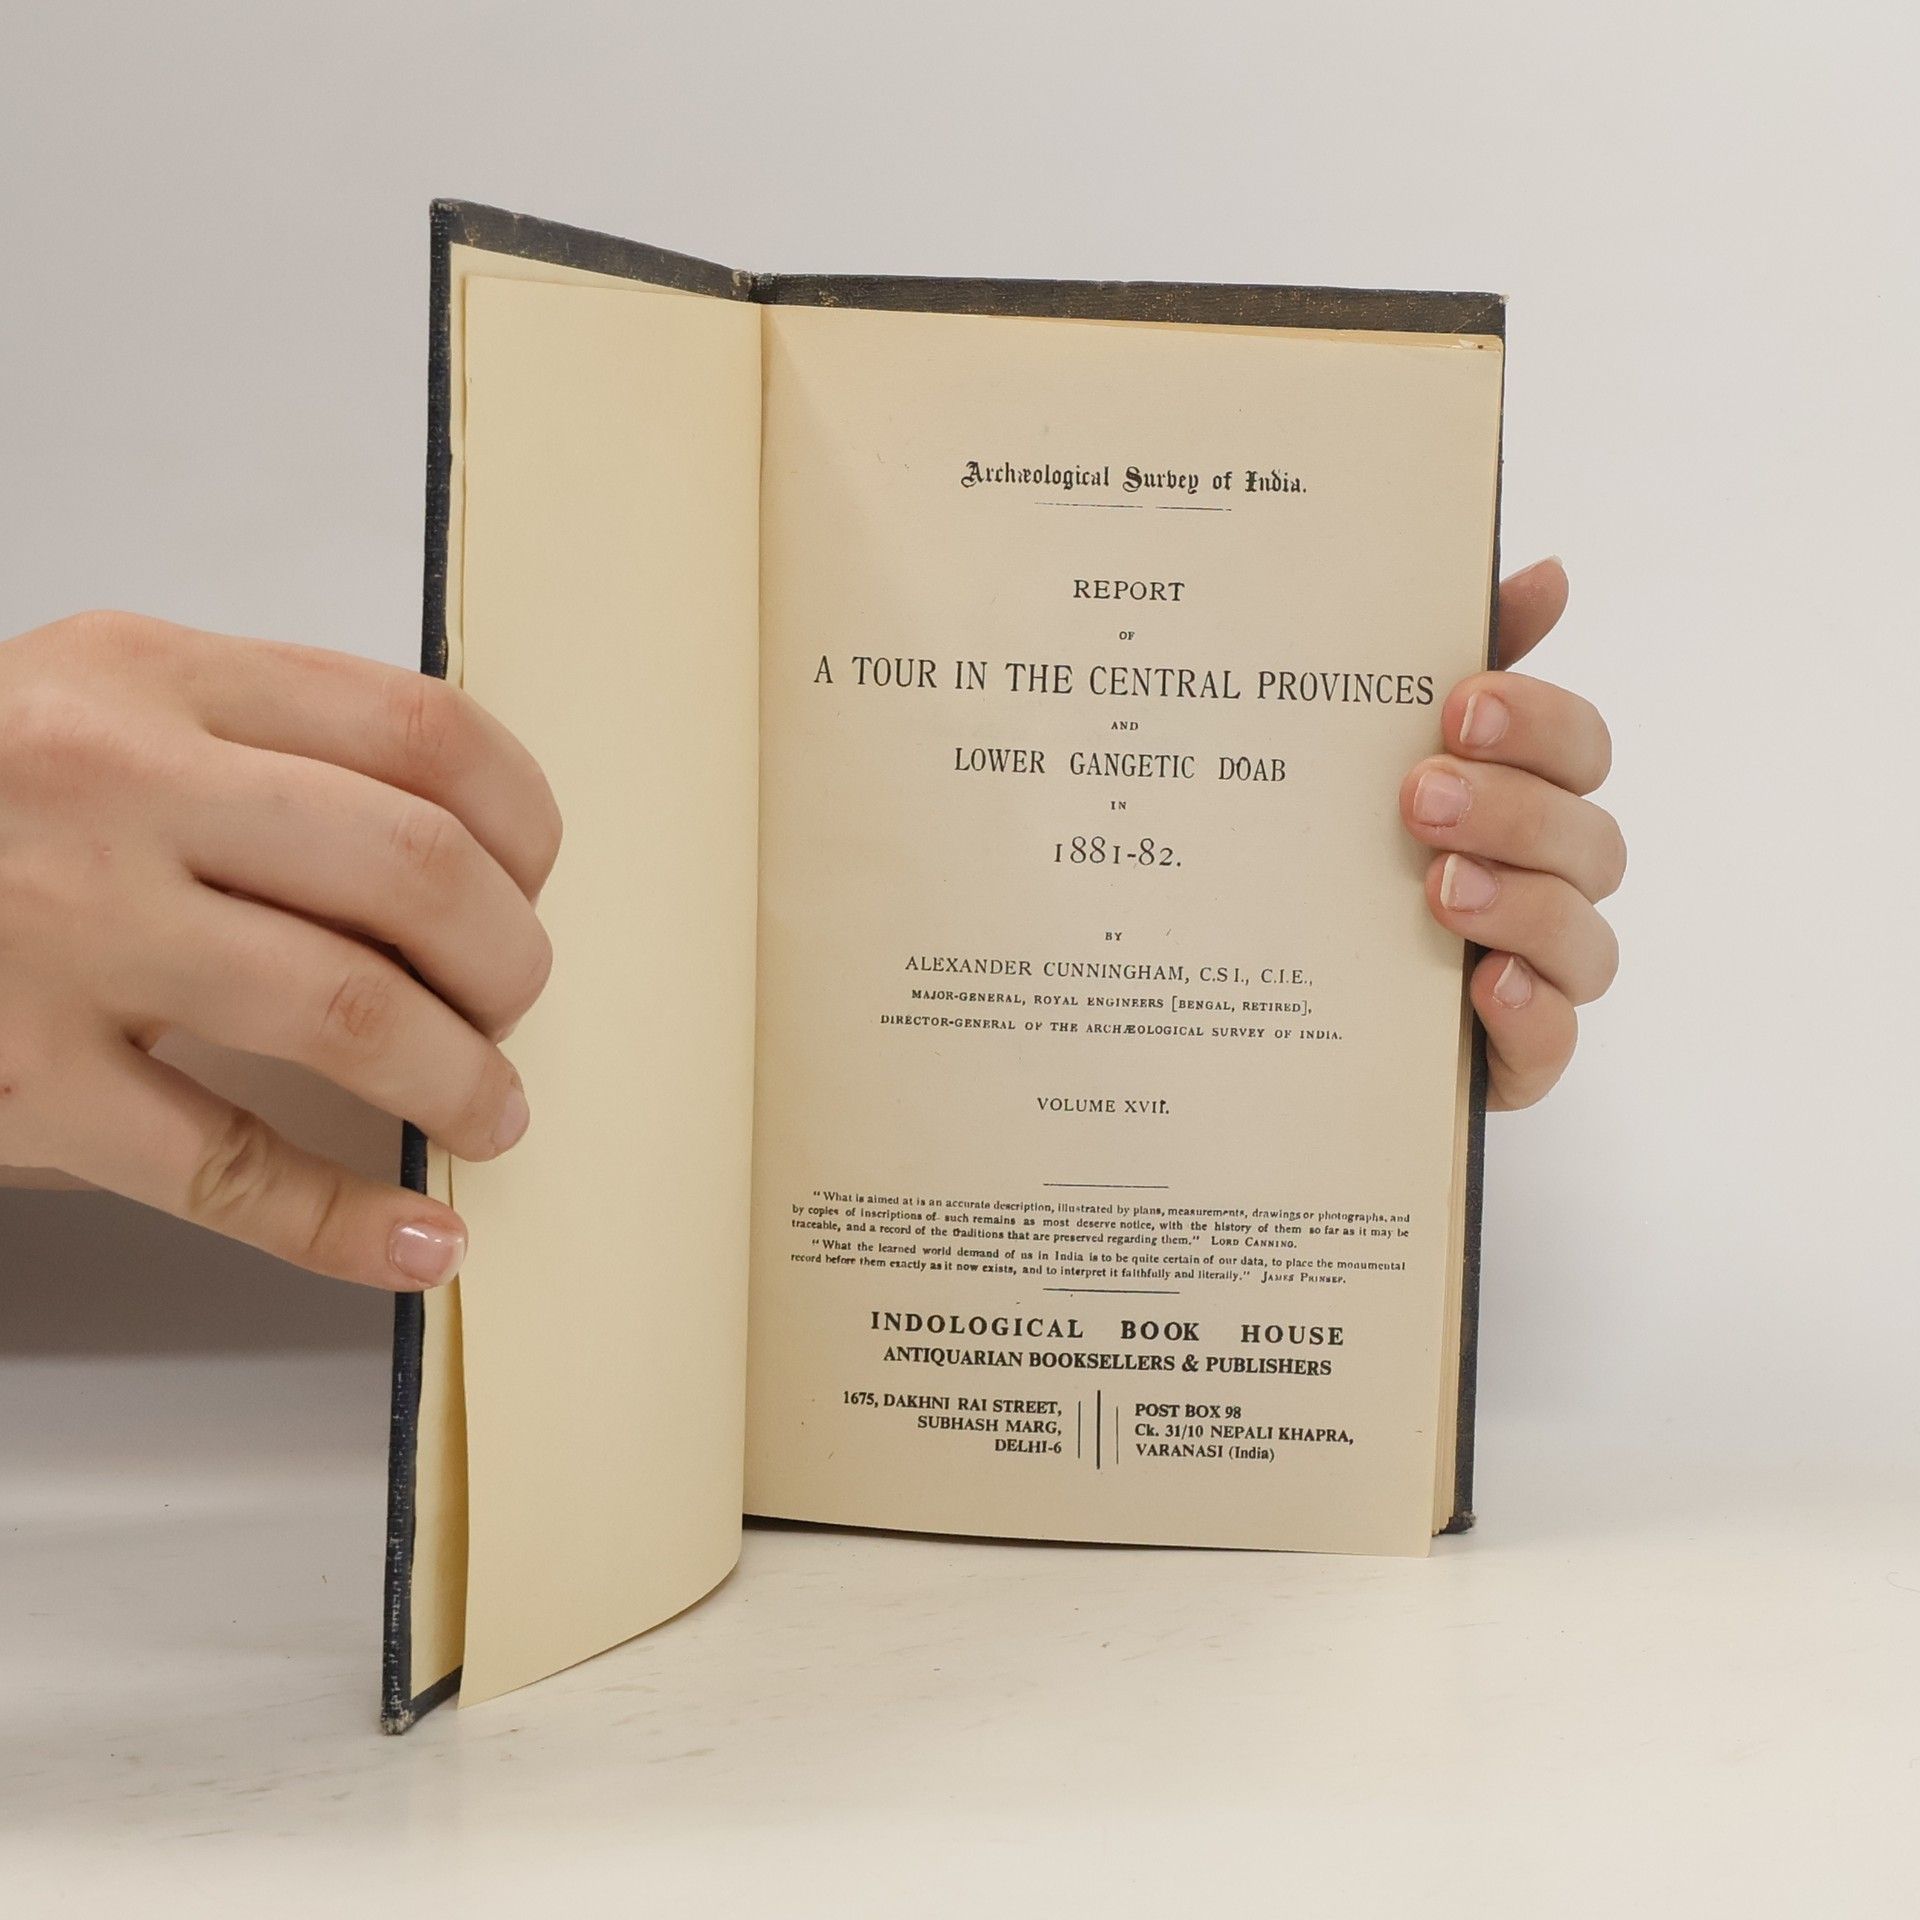 Archæological Survey of India.
REPORT
OF
A TOUR IN THE CENTRAL PROVINCES
AND
LOWER GANGETIC DOAB
IN
1881-82.
BY
ALEXANDER CUNNINGHAM, C.S I., C.I.E.,
MAJOR-GENERAL, ROYAL ENGINEERS [BENGAL, RETIRED],
DIRECTOR-GENERAL OF THE ARCHÆOLOGICAL SURVEY OF INDIA.
VOLUME XVII.
"What is aimed at is an accurate description, illustrated by plans, measurements, drawings or photographs, and
by copies of inscriptions of such remains as most deserve notice, with the history of them so far as it may be
traceable, and a record of the traditions that are preserved regarding them." LORD CANNING.
"What the learned world demand of us in India is to be quite certain of our data, to place the monumental
record before them exactly as it now exists, and to interpret it faithfully and literally." JAMES PRINSEP.
INDOLOGICAL BOOK HOUSE
ANTIQUARIAN BOOKSELLERS & PUBLISHERS
1675, DAKHNI RAI STREET,
SUBHASH MARG,
DELHI-6
POST BOX 98
Ck. 31/10 NEPALI KHAPRA,
VARANASI (India)